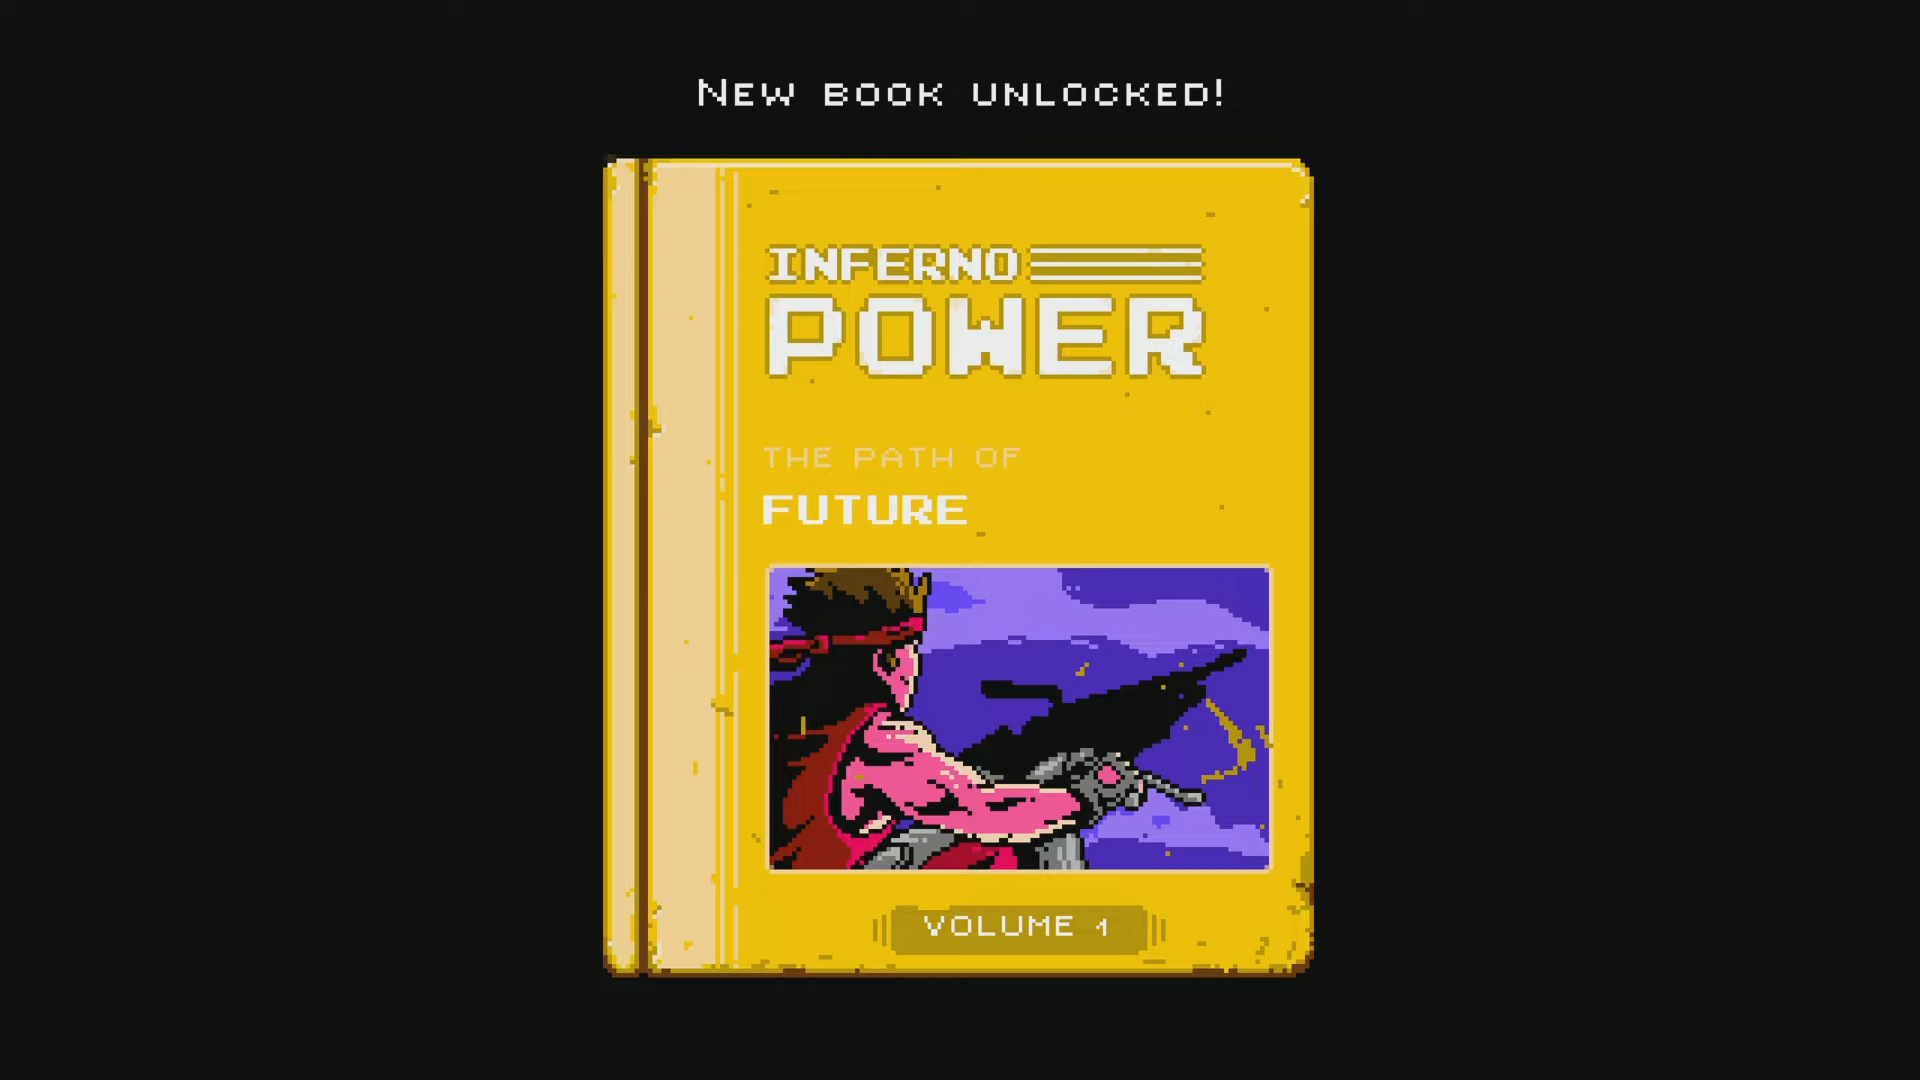 New book unlocked!
INFERNO
POWER
THE PATH OF
FUTURE
VOLUME 1